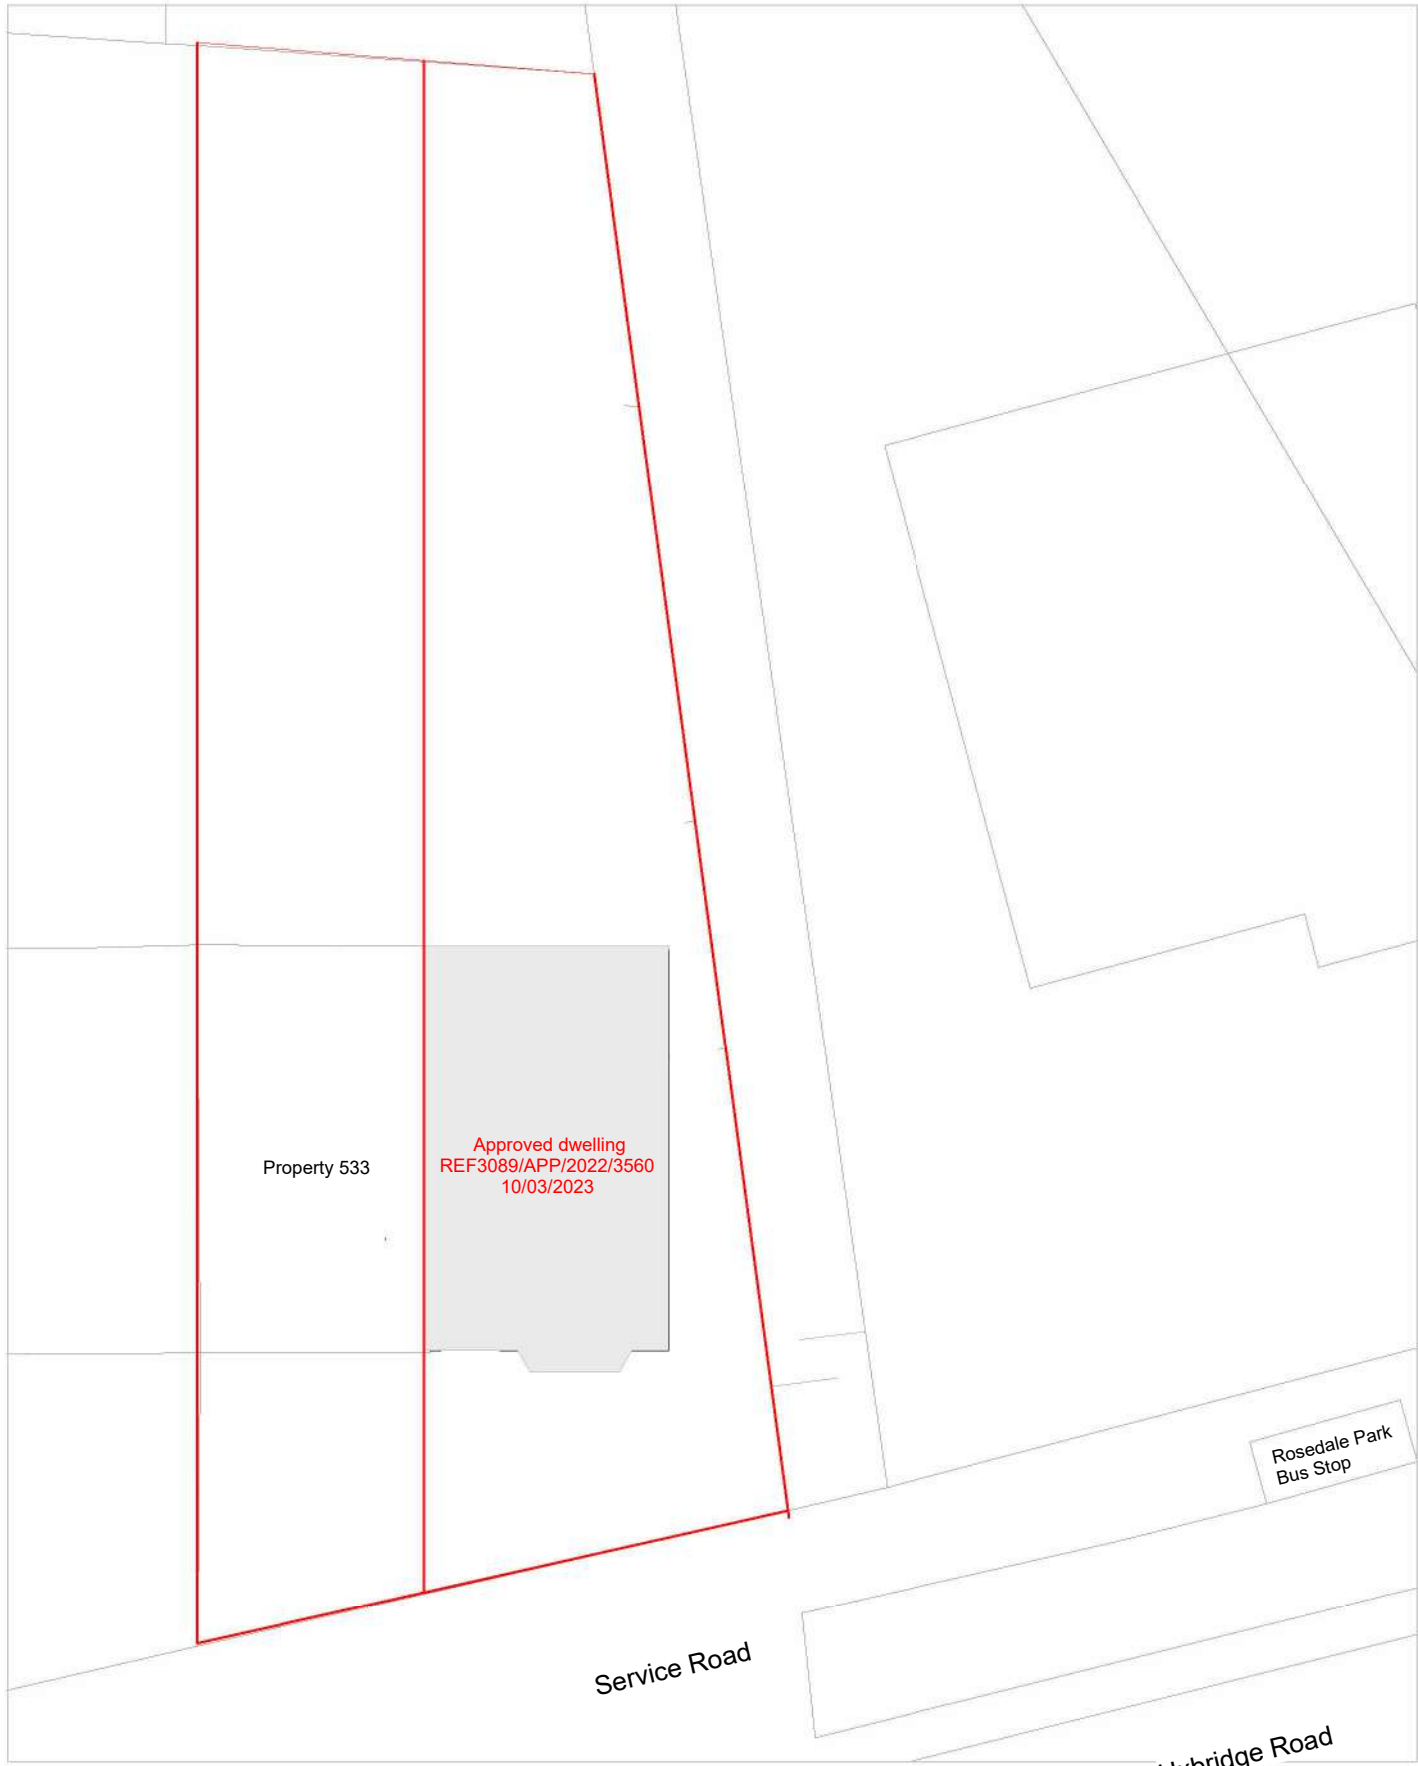 Property 533
Approved dwelling
REF3089/APP/2022/3560
10/03/2023
Rosedale Park
Bus Stop
Service Road
Road